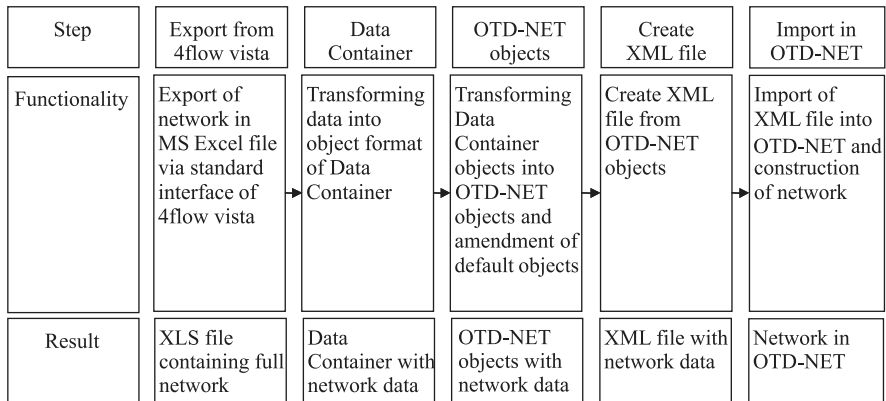 Step
Export from
4flow vista
Data
Container
OTD-NET
objects
Create
XML file
Import in
OTD-NET
Functionality
Export of
network in
MS Excel file
via standard
interface of
4flow vista
Transforming
data into
object format
of Data
Container
Transforming
Data
Container
objects into
OTD-NET
objects and
amendment of
default objects
Create XML
file from
OTD-NET
objects
Import of
XML file into
OTD-NET and
construction
of network
Result
XLS file
containing full
network
Data
Container with
network data
OTD-NET
objects with
network data
XML file with
network data
Network in
OTD-NET